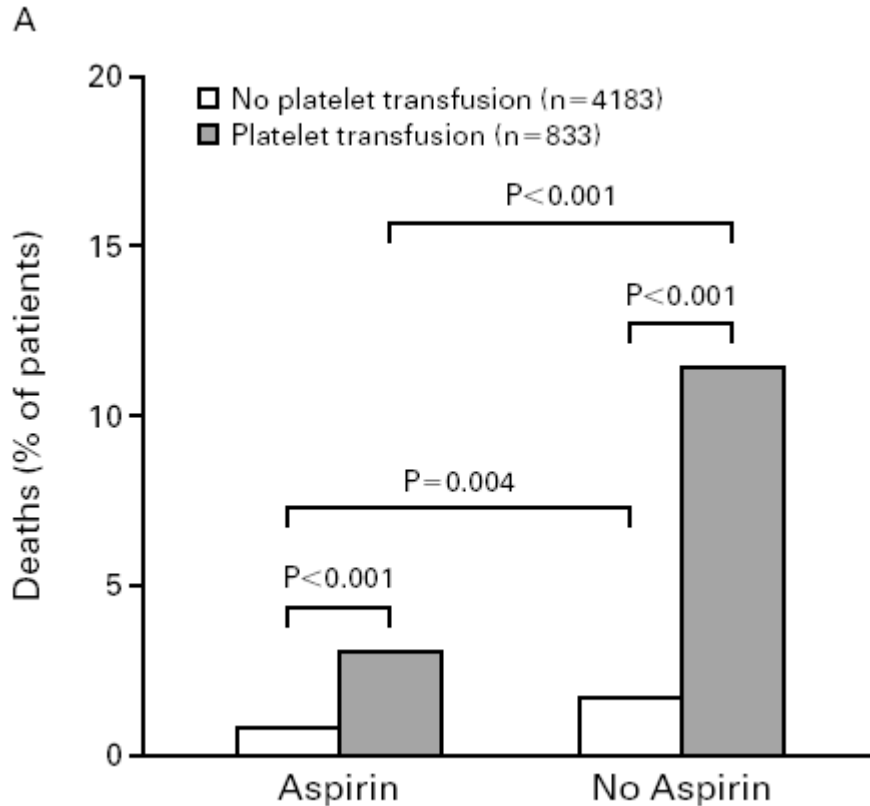 A
20
No platelet transfusion (n=4183)
Platelet transfusion (n=833)
P<0.001
15
P<0.001
Deaths (% of patients)
10
P=0.004
5
P<0.001
0
Aspirin
No Aspirin